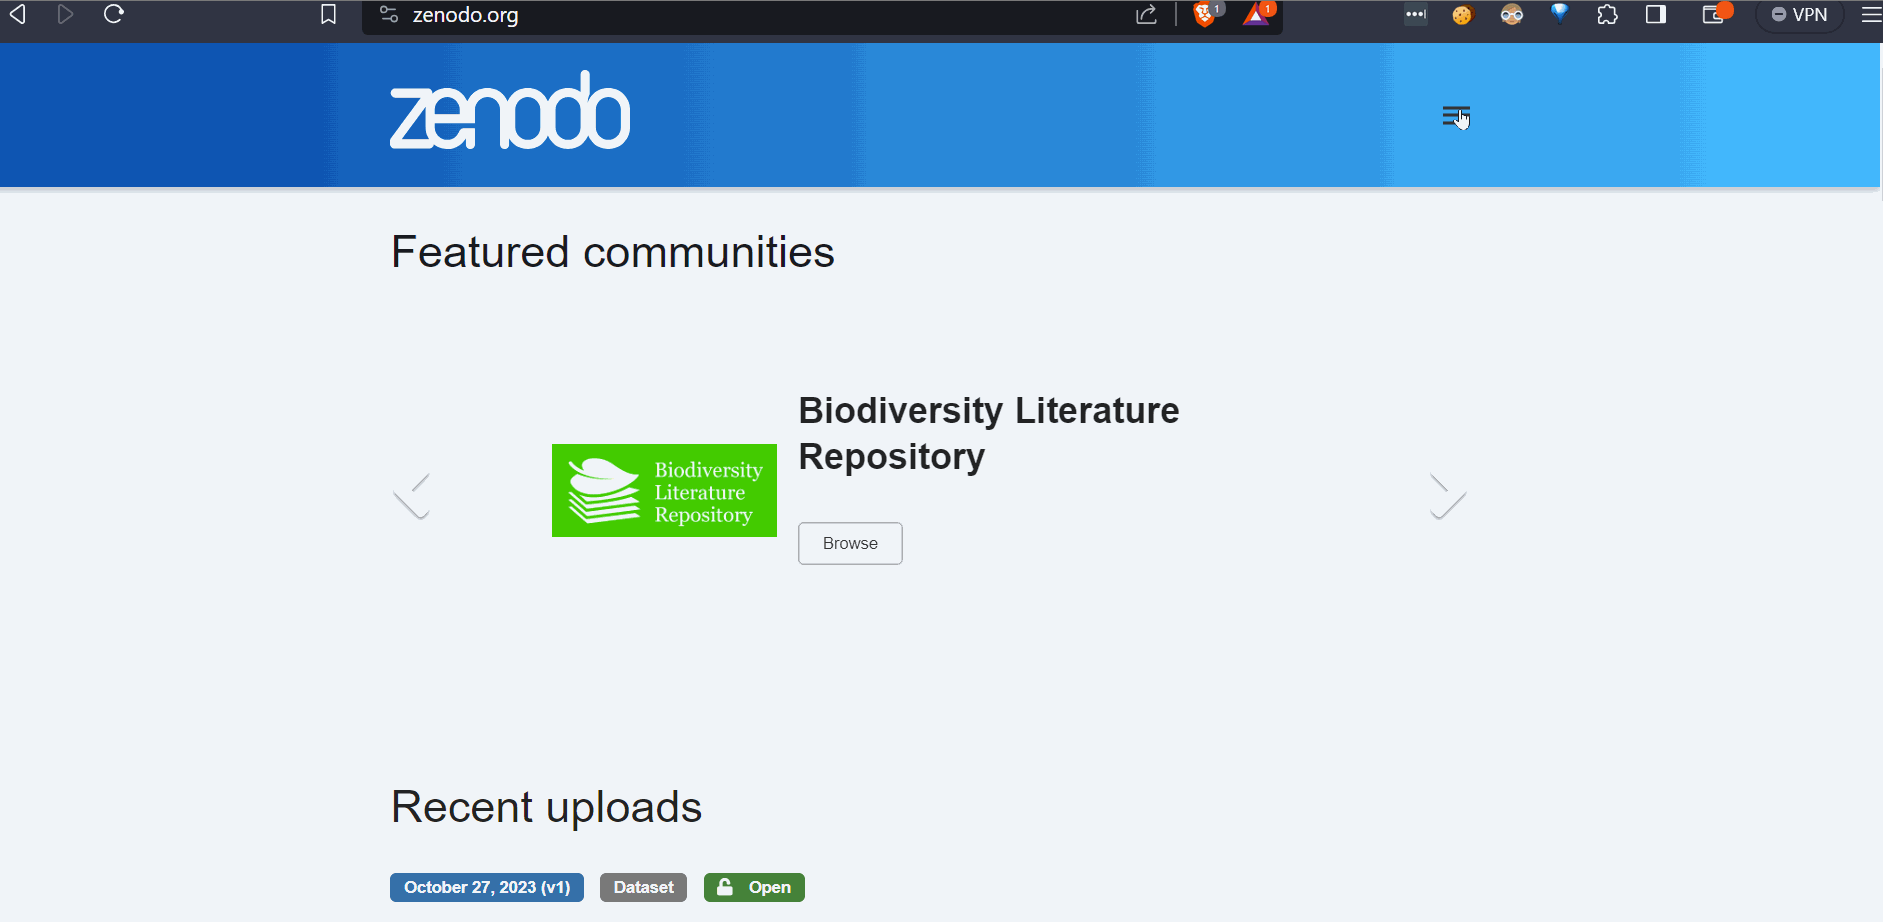 zenodo.org
1
1
VPN
zenodo
Featured communities
Biodiversity Literature
Repository
Biodiversity
Literature
Repository
Browse
Recent uploads
October 27, 2023 (v1)
Dataset
Open